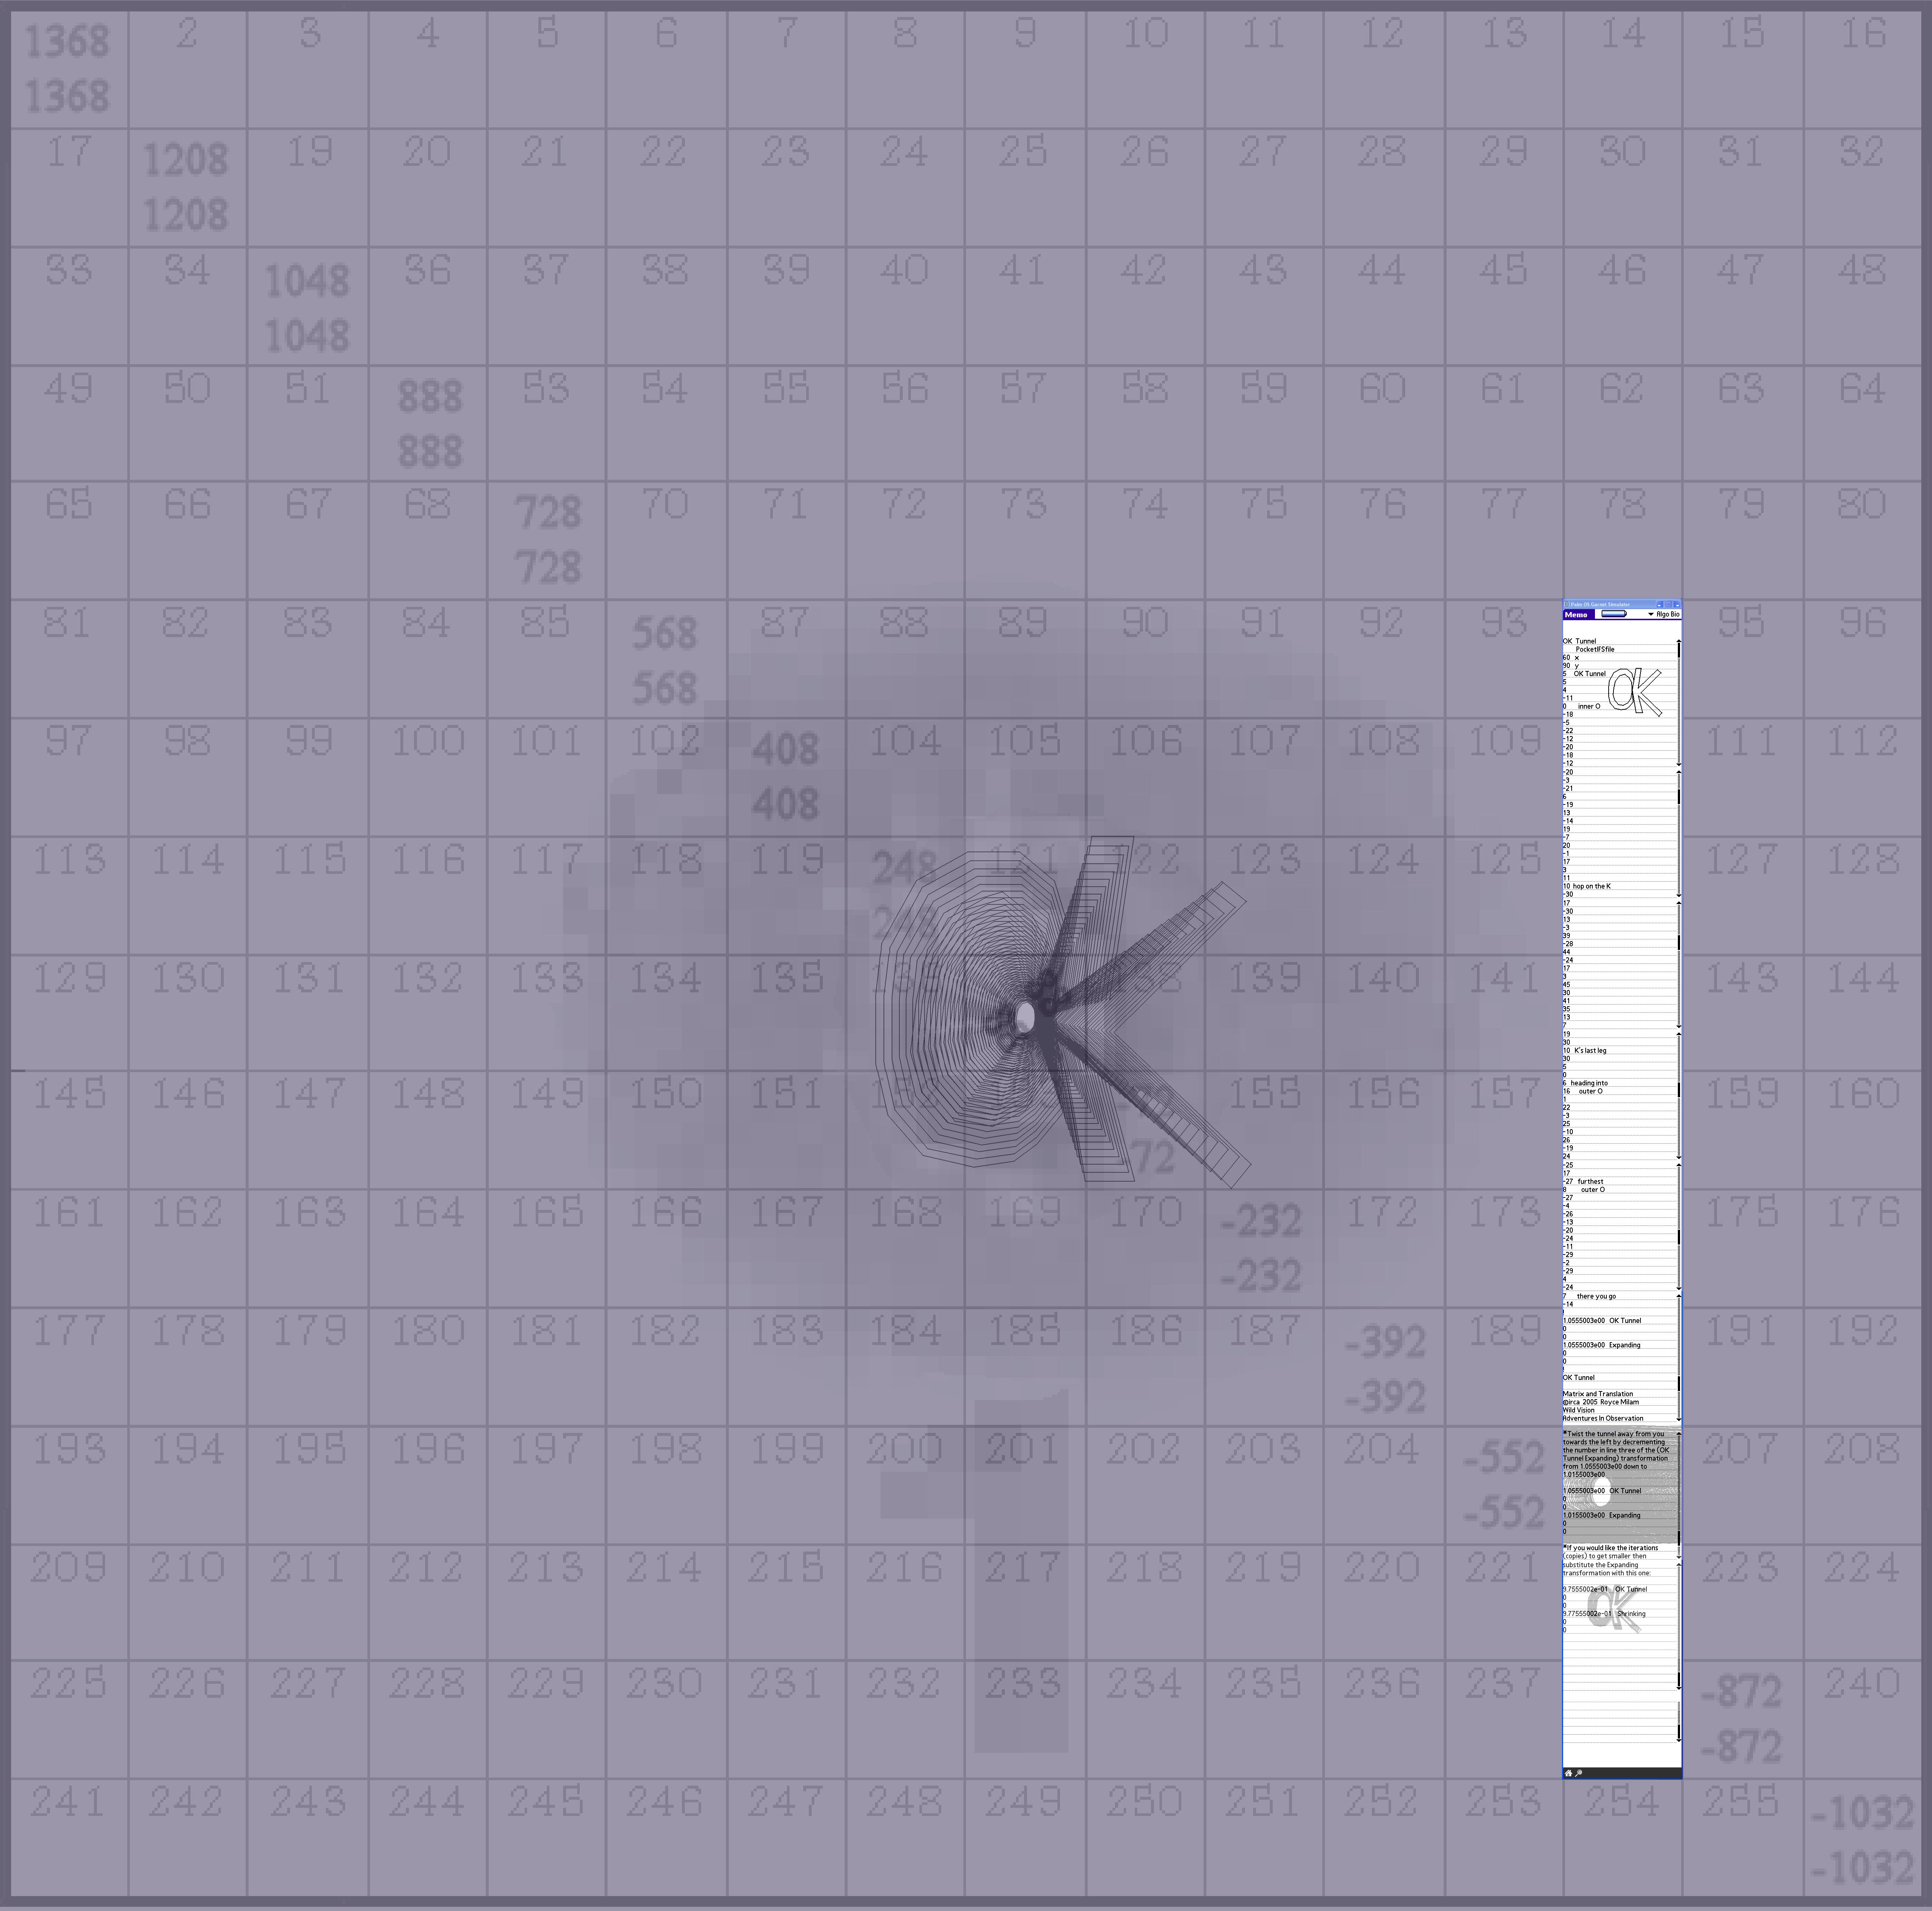 1368 2 3 4 5 6 7 8 9 10 11 12 13 14 15 16
1368
17 1208 19 20 21 22 23 24 25 26 27 28 29 30 31 32
1208
33 34 1048 36 37 38 39 40 41 42 43 44 45 46 47 48
1048
49 50 51 888 53 54 55 56 57 58 59 60 61 62 63 64
888
65 66 67 68 728 70 71 72 73 74 75 76 77 78 79 80
728
81 82 83 84 85 568 87 88 89 90 91 92 93 95 96
568
97 98 99 100 101 102 408 104 105 106 107 108 109 111 112
408
113 114 115 116 117 118 119 248 121 122 123 124 125 127 128
248
129 130 131 132 133 134 135 138 139 140 141 143 144
145 146 147 148 149 150 151 155 156 157 159 160
-72
161 162 163 164 165 166 167 168 169 170 -232 172 173 175 176
-232
177 178 179 180 181 182 183 184 185 186 187 -392 189 191 192
-392
193 194 195 196 197 198 199 200 201 202 203 204 -552 207 208
-552
209 210 211 212 213 214 215 216 217 218 219 220 221 223 224
225 226 227 228 229 230 231 232 233 234 235 236 237 -872 240
-872
241 242 243 244 245 246 247 248 249 250 251 252 253 254 255 -1032
-1032
Palm OS Garnet Simulator
Memo Algo Bio
OK Tunnel
PocketIFSfile
60 x
90 y
5 OK Tunnel
5
4
-11
0 inner O
-18
-5
-22
-12
-20
-18
-12
-20
-3
-21
6
-19
13
-14
19
-7
20
-1
17
3
11
10 hop on the K
-30
17
-30
13
-3
39
-28
44
-24
17
3
45
30
41
35
13
7
19
30
10 K's last leg
30
5
0
6 heading into
16 outer O
1
22
-3
25
-10
26
-19
24
-25
17
-27 furthest
8 outer O
-27
-4
-26
-13
-20
-24
-11
-29
-2
-29
4
-24
7 there you go
-14
!
1.0555003e00 OK Tunnel
0
0
1.0555003e00 Expanding
0
0
!
OK Tunnel
Matrix and Translation
@irca 2005 Royce Milam
Wild Vision
Adventures In Observation
*Twist the tunnel away from you
towards the left by decrementing
the number in line three of the (OK
Tunnel Expanding) transformation
from 1.0555003e00 down to
1.0155003e00
1.0555003e00 OK Tunnel
0
0
1.0155003e00 Expanding
0
0
*If you would like the iterations
(copies) to get smaller then
substitute the Expanding
transformation with this one:
9.7555002e-01 OK Tunnel
0
0
9.77555002e-01 Shrinking
0
0
OK
OK